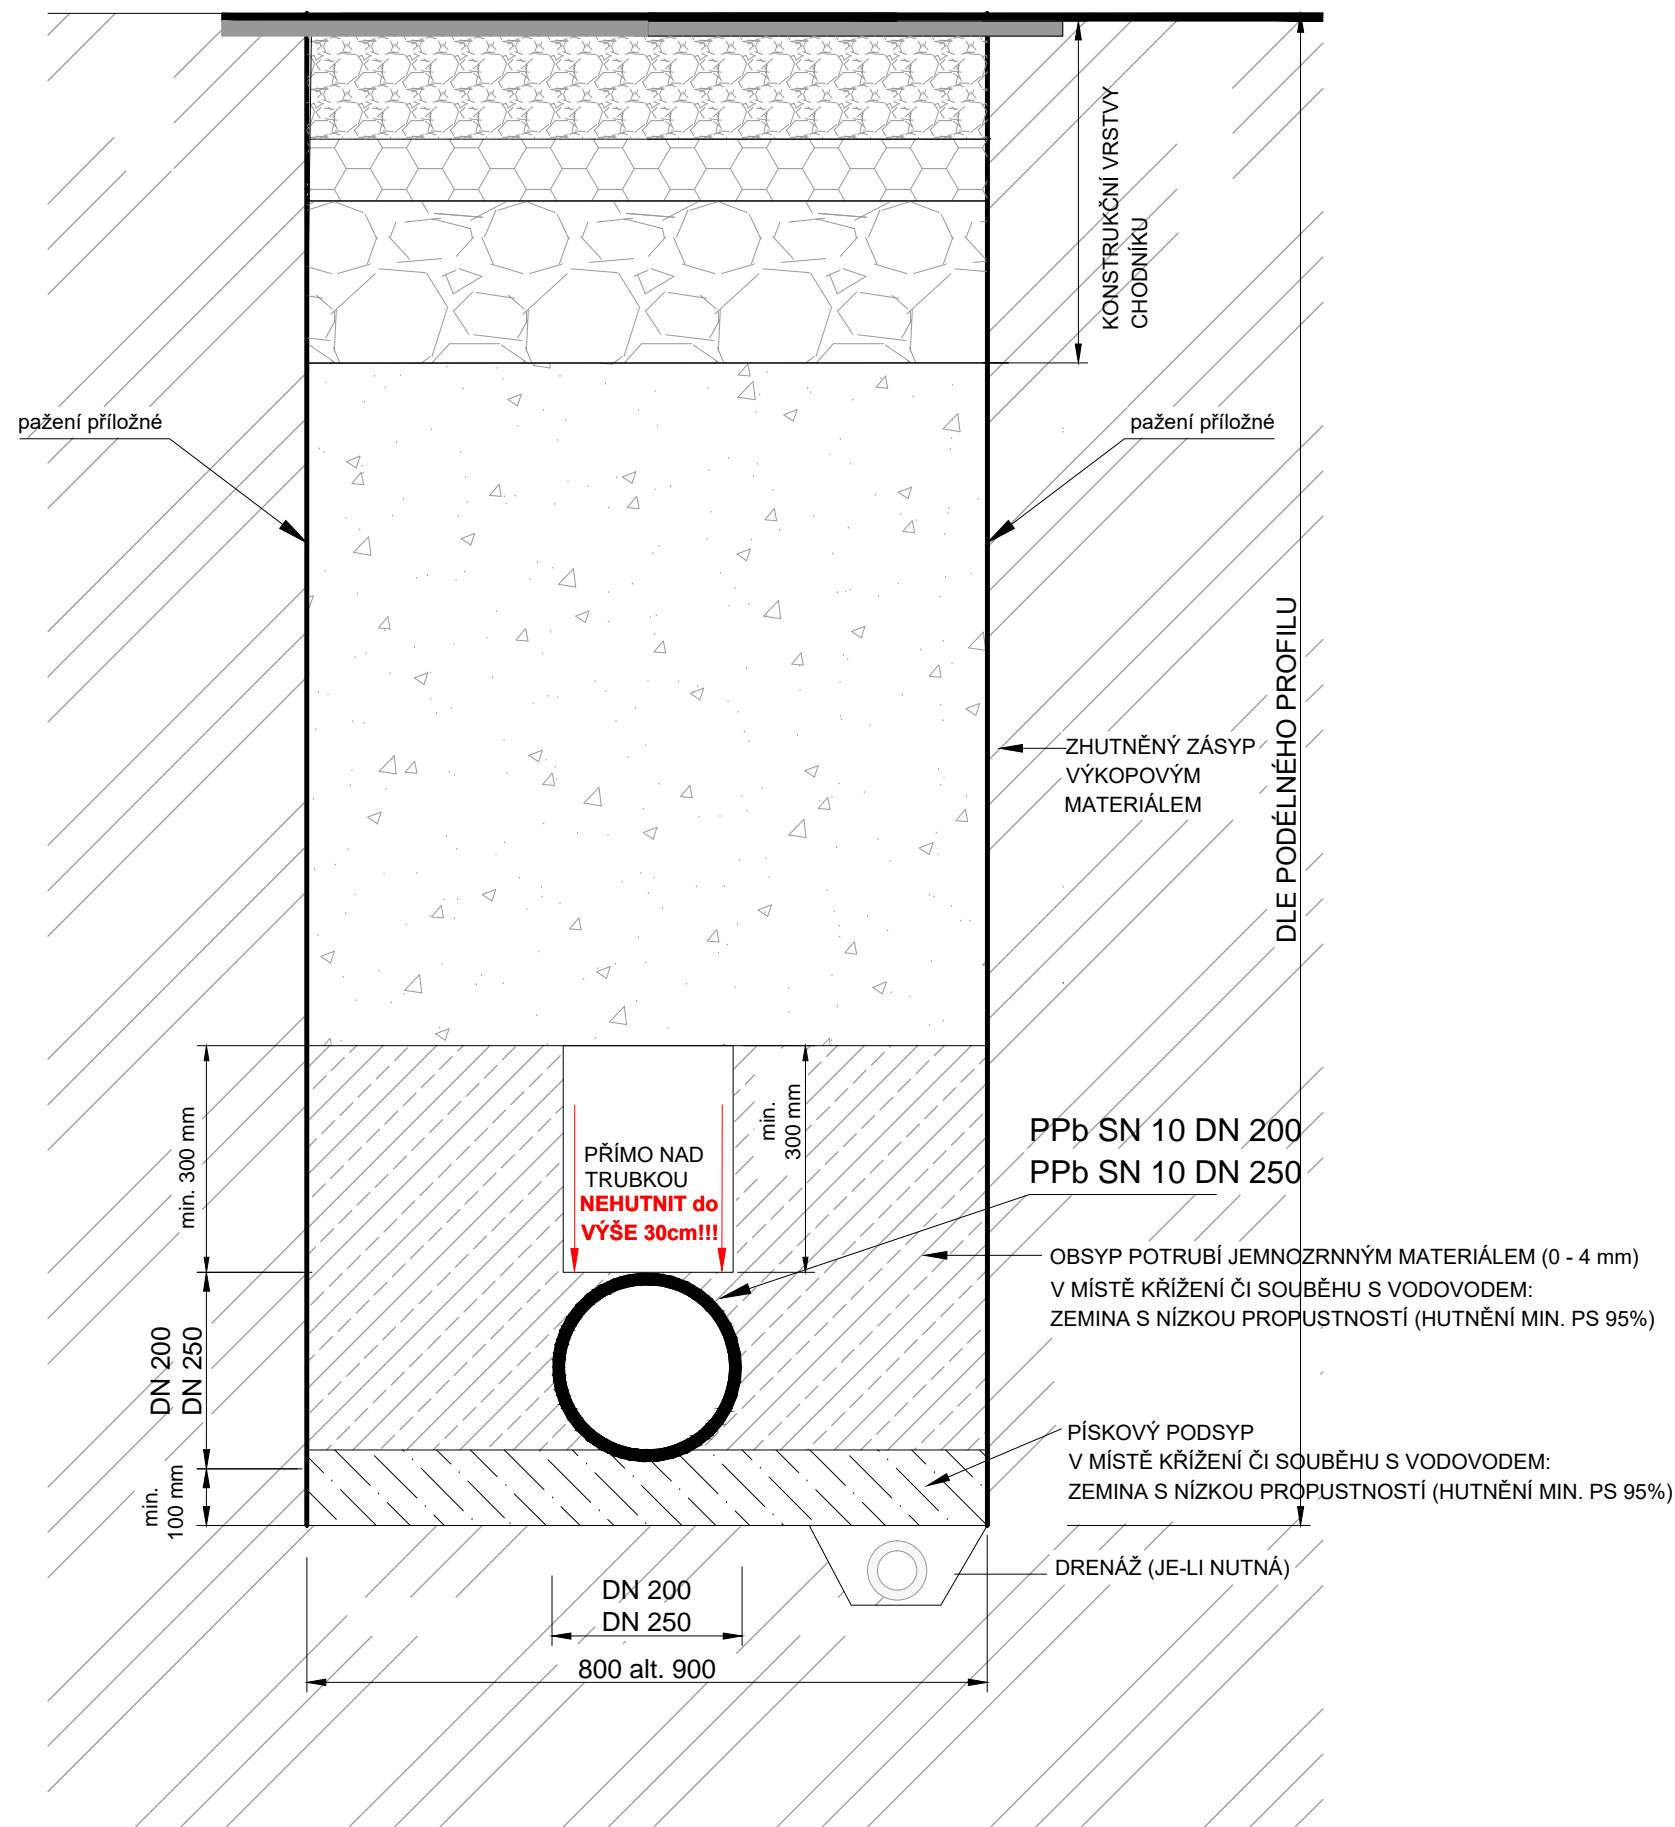 KONSTRUKČNÍ VRSTVY
CHODNÍKU
pažení příložné
pažení příložné
DLE PODÉLNÉHO PROFILU
ZHUTNĚNÝ ZÁSYP
VÝKOPOVÝM
MATERIÁLEM
min. 300 mm
min.
300 mm
PŘÍMO NAD
TRUBKOU
NEHUTNIT do
VÝŠE 30cm!!!
PPb SN 10 DN 200
PPb SN 10 DN 250
OBSYP POTRUBÍ JEMNOZRNNÝM MATERIÁLEM (0 - 4 mm)
V MÍSTĚ KŘÍŽENÍ ČI SOUBĚHU S VODOVODEM:
ZEMINA S NÍZKOU PROPUSTNOSTÍ (HUTNĚNÍ MIN. PS 95%)
DN 200
DN 250
min.
100 mm
PÍSKOVÝ PODSYP
V MÍSTĚ KŘÍŽENÍ ČI SOUBĚHU S VODOVODEM:
ZEMINA S NÍZKOU PROPUSTNOSTÍ (HUTNĚNÍ MIN. PS 95%)
DRENÁŽ (JE-LI NUTNÁ)
DN 200
DN 250
800 alt. 900